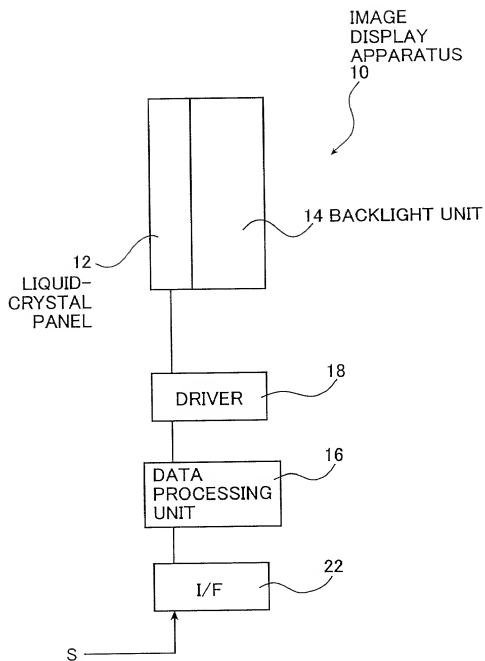 IMAGE
DISPLAY
APPARATUS
10
14 BACKLIGHT UNIT
12
LIQUID-
CRYSTAL
PANEL
18
DRIVER
16
DATA
PROCESSING
UNIT
22
I/F
S